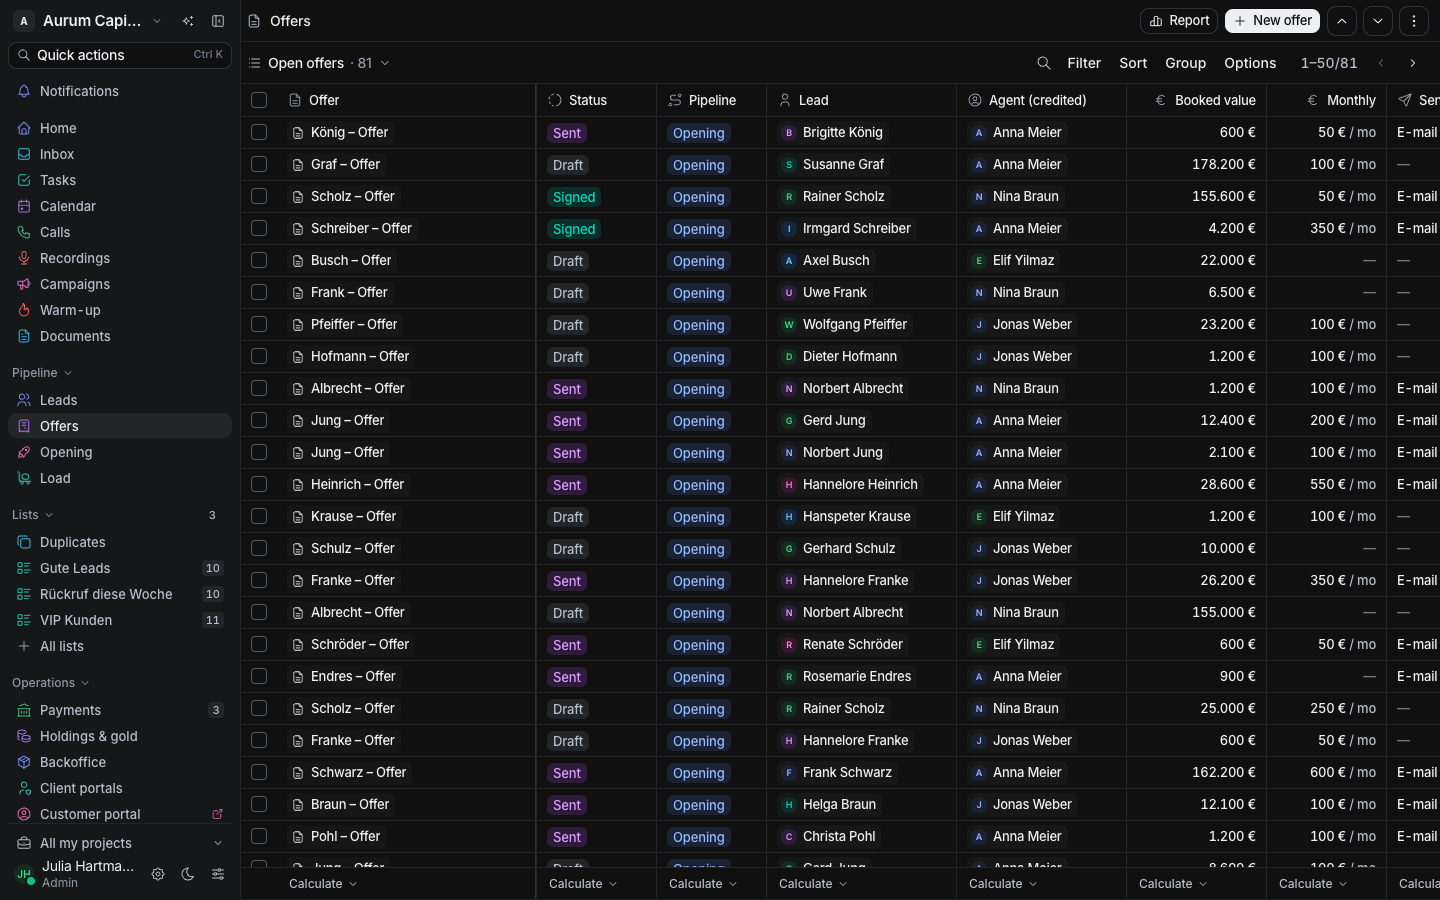 A Aurum Capi...
Quick actions Ctrl K
Notifications
Home
Inbox
Tasks
Calendar
Calls
Recordings
Campaigns
Warm-up
Documents
Pipeline
Leads
Offers
Opening
Load
Lists 3
Duplicates
Gute Leads 10
Rückruf diese Woche 10
VIP Kunden 11
All lists
Operations
Payments 3
Holdings & gold
Backoffice
Client portals
Customer portal
All my projects
JH Julia Hartma...
Admin
Offers Report New offer
Open offers · 81 Filter Sort Group Options 1–50/81
Offer Status Pipeline Lead Agent (credited) € Booked value € Monthly Sen
König – Offer Sent Opening B Brigitte König A Anna Meier 600 € 50 € / mo E-mail
Graf – Offer Draft Opening S Susanne Graf A Anna Meier 178.200 € 100 € / mo —
Scholz – Offer Signed Opening R Rainer Scholz N Nina Braun 155.600 € 50 € / mo E-mail
Schreiber – Offer Signed Opening I Irmgard Schreiber A Anna Meier 4.200 € 350 € / mo E-mail
Busch – Offer Draft Opening A Axel Busch E Elif Yilmaz 22.000 € — —
Frank – Offer Draft Opening U Uwe Frank N Nina Braun 6.500 € — —
Pfeiffer – Offer Draft Opening W Wolfgang Pfeiffer J Jonas Weber 23.200 € 100 € / mo —
Hofmann – Offer Draft Opening D Dieter Hofmann J Jonas Weber 1.200 € 100 € / mo —
Albrecht – Offer Sent Opening N Norbert Albrecht N Nina Braun 1.200 € 100 € / mo E-mail
Jung – Offer Sent Opening G Gerd Jung A Anna Meier 12.400 € 200 € / mo E-mail
Jung – Offer Sent Opening N Norbert Jung A Anna Meier 2.100 € 100 € / mo E-mail
Heinrich – Offer Sent Opening H Hannelore Heinrich A Anna Meier 28.600 € 550 € / mo E-mail
Krause – Offer Draft Opening H Hanspeter Krause E Elif Yilmaz 1.200 € 100 € / mo —
Schulz – Offer Draft Opening G Gerhard Schulz J Jonas Weber 10.000 € — —
Franke – Offer Sent Opening H Hannelore Franke J Jonas Weber 26.200 € 350 € / mo E-mail
Albrecht – Offer Draft Opening N Norbert Albrecht N Nina Braun 155.000 € — —
Schröder – Offer Sent Opening R Renate Schröder E Elif Yilmaz 600 € 50 € / mo E-mail
Endres – Offer Sent Opening R Rosemarie Endres A Anna Meier 900 € — E-mail
Scholz – Offer Draft Opening R Rainer Scholz N Nina Braun 25.000 € 250 € / mo —
Franke – Offer Draft Opening H Hannelore Franke J Jonas Weber 600 € 50 € / mo —
Schwarz – Offer Sent Opening F Frank Schwarz A Anna Meier 162.200 € 600 € / mo E-mail
Braun – Offer Sent Opening H Helga Braun J Jonas Weber 12.100 € 100 € / mo E-mail
Pohl – Offer Sent Opening C Christa Pohl A Anna Meier 1.200 € 100 € / mo E-mail
Jung – Offer Draft Opening Gerd Jung Anna Meier 8.600 € 100 € / mo
Calculate Calculate Calculate Calculate Calculate Calculate Calculate Calcula